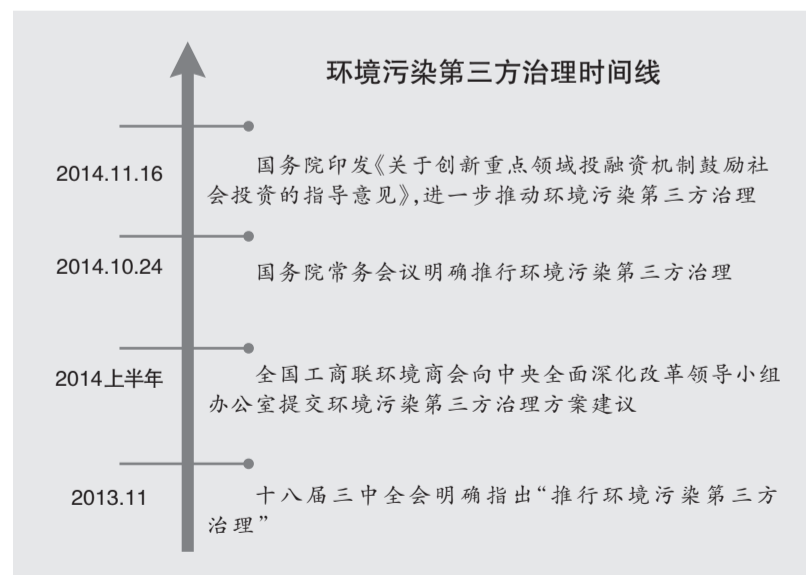 环境污染第三方治理时间线
2014.11.16
国务院印发《关于创新重点领域投融资机制鼓励社
会投资的指导意见》,进一步推动环境污染第三方治理
2014.10.24
国务院常务会议明确推行环境污染第三方治理
2014上半年
全国工商联环境商会向中央全面深化改革领导小组
办公室提交环境污染第三方治理方案建议
2013.11
十八届三中全会明确指出“推行环境污染第三方
治理”